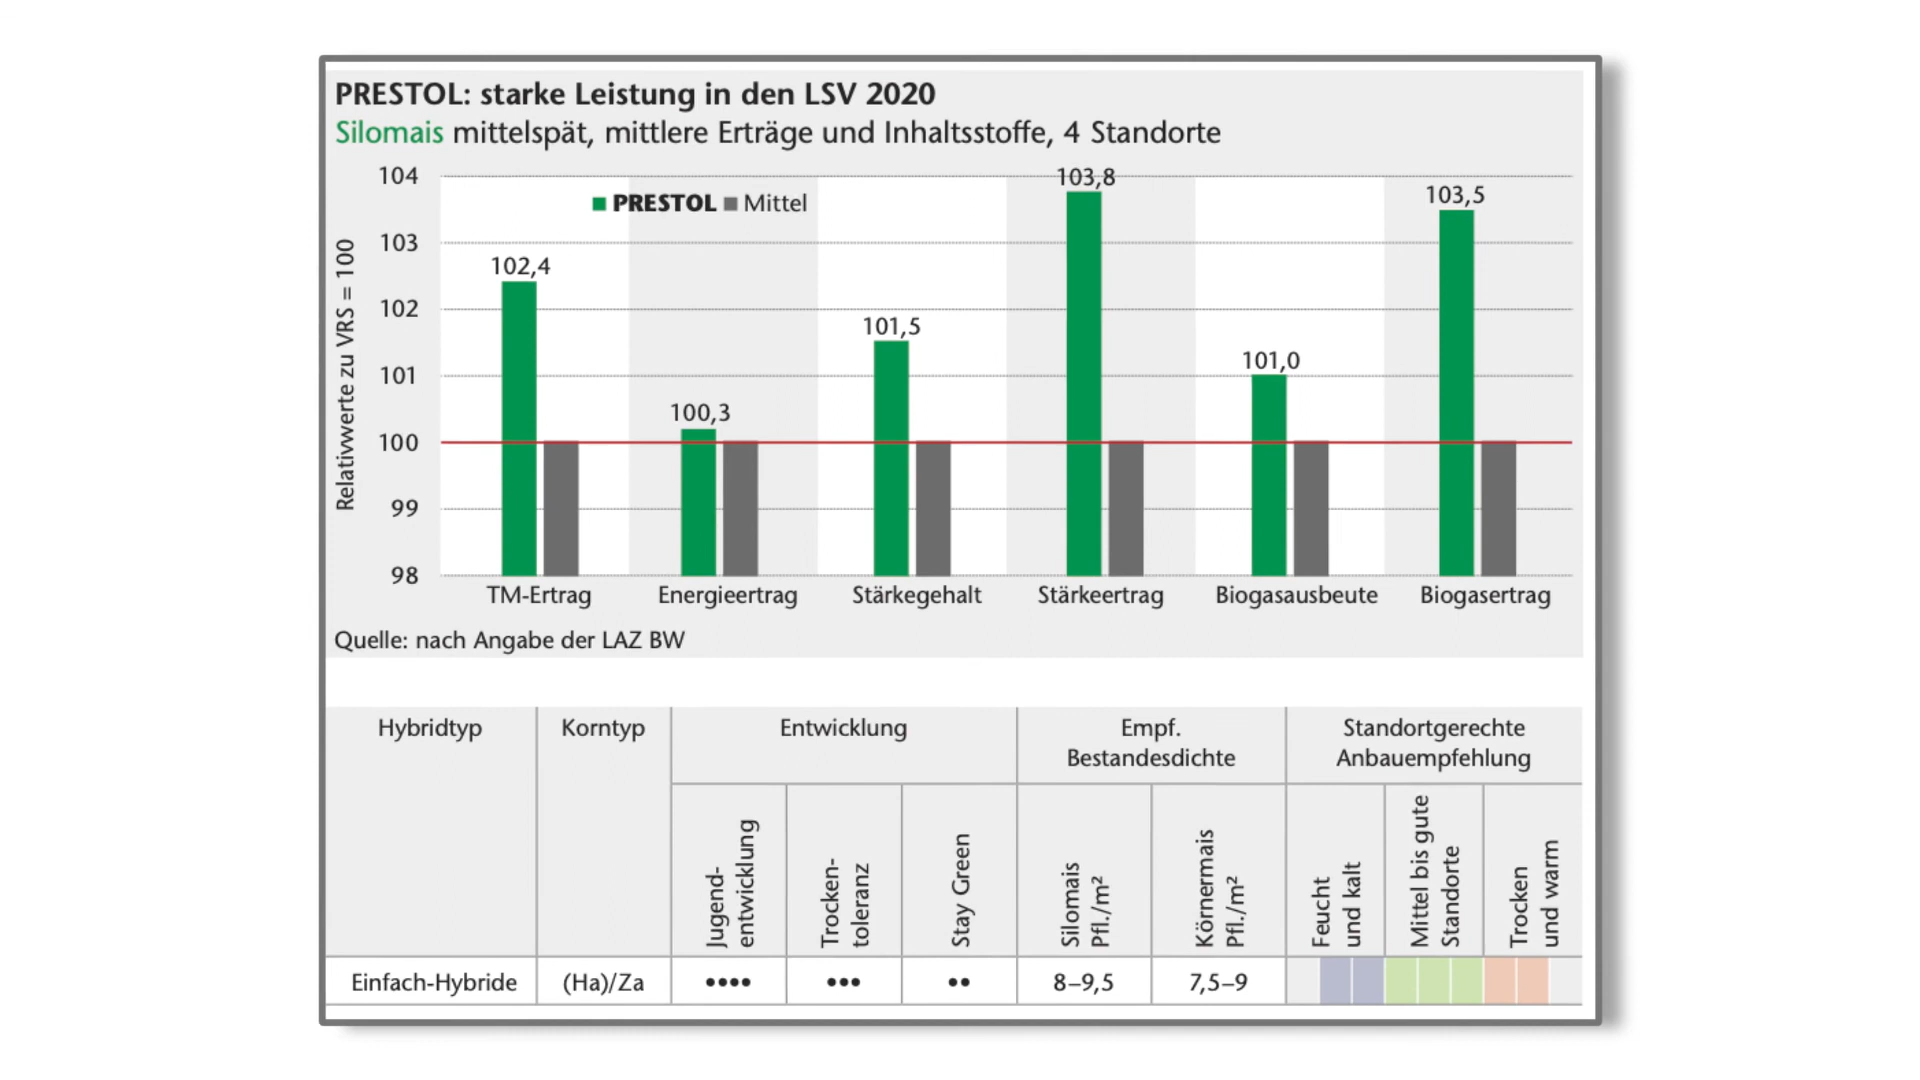 PRESTOL: starke Leistung in den LSV 2020
Silomais mittelspät, mittlere Erträge und Inhaltsstoffe, 4 Standorte
Relativwerte zu VRS = 100
104
103
102
101
100
99
98
PRESTOL Mittel
102,4
100,3
101,5
103,8
101,0
103,5
TM-Ertrag Energieertrag Stärkegehalt Stärkeertrag Biogasausbeute Biogasertrag
Quelle: nach Angabe der LAZ BW
Hybridtyp
Korntyp
Entwicklung
Empf.
Bestandesdichte
Standortgerechte
Anbauempfehlung
Jugend-
entwicklung
Trocken-
toleranz
Stay Green
Silomais
Pfl./m²
Körnermais
Pfl./m²
Feucht
und kalt
Mittel bis gute
Standorte
Trocken
und warm
Einfach-Hybride (Ha)/Za •••• ••• •• 8–9,5 7,5–9